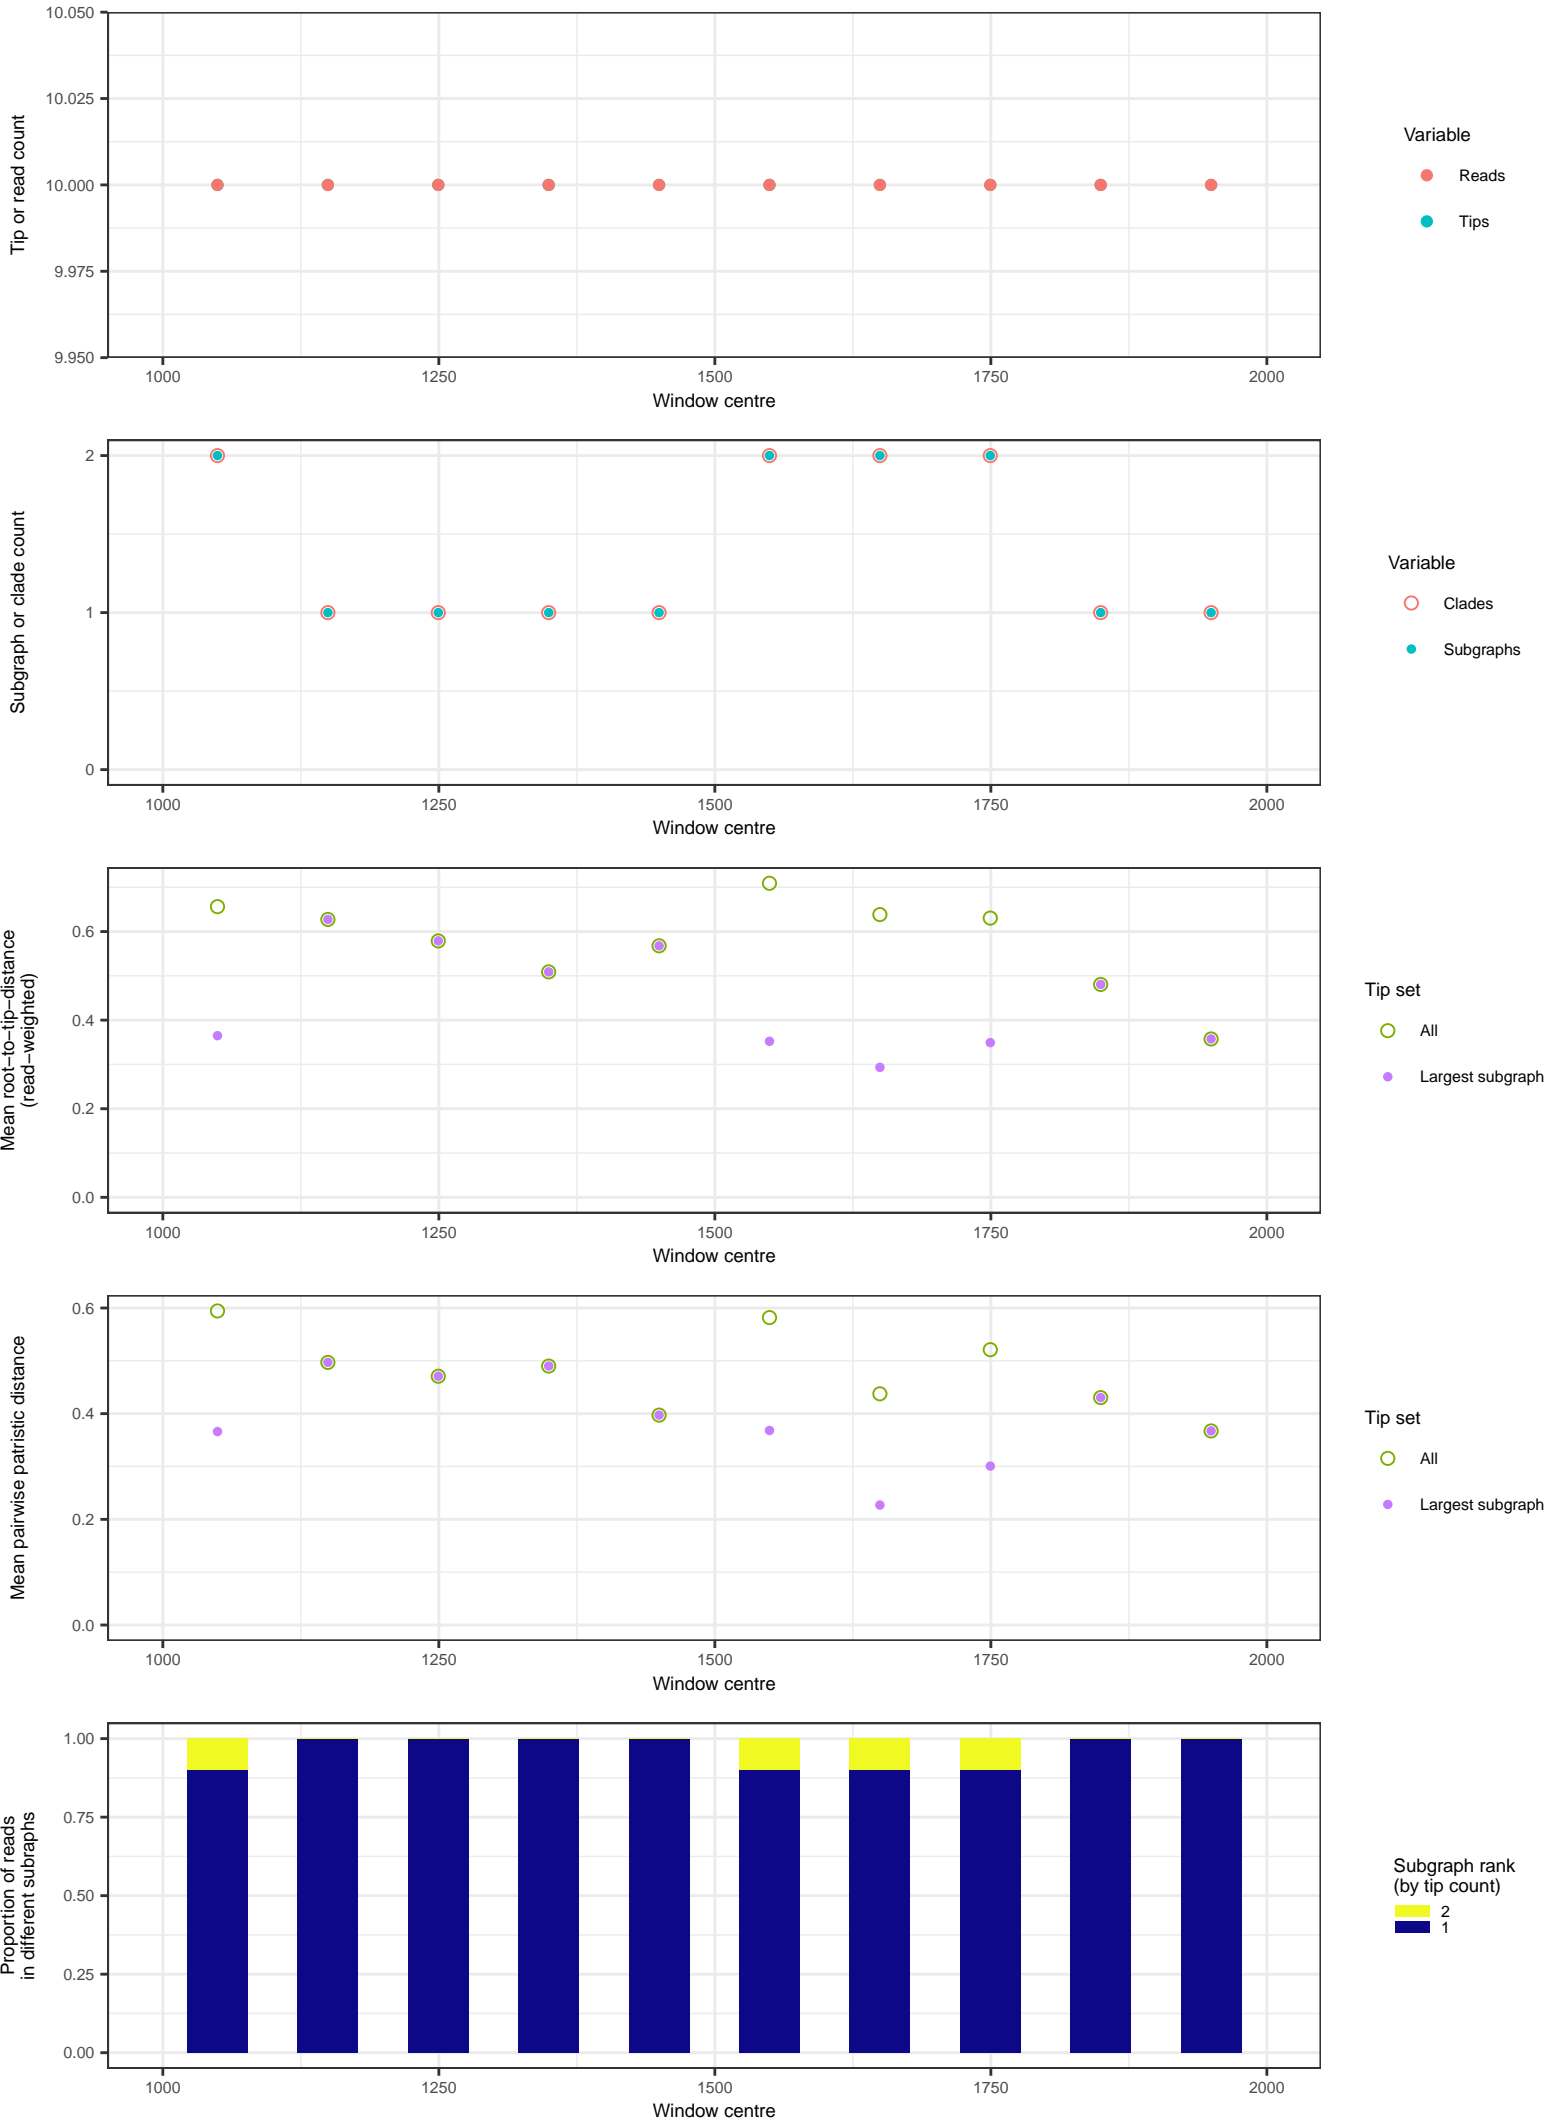 10.050
10.025
10.000
9.975
9.950
Tip or read count
1000 1250 1500 1750 2000
Window centre
Variable
Reads
Tips
2
1
0
Subgraph or clade count
1000 1250 1500 1750 2000
Window centre
Variable
Clades
Subgraphs
0.6
0.4
0.2
0.0
Mean root−to−tip−distance
(read−weighted)
1000 1250 1500 1750 2000
Window centre
Tip set
All
Largest subgraph
0.6
0.4
0.2
0.0
Mean pairwise patristic distance
1000 1250 1500 1750 2000
Window centre
Tip set
All
Largest subgraph
1.00
0.75
0.50
0.25
0.00
Proportion of reads
in different subraphs
1000 1250 1500 1750 2000
Window centre
Subgraph rank
(by tip count)
2
1